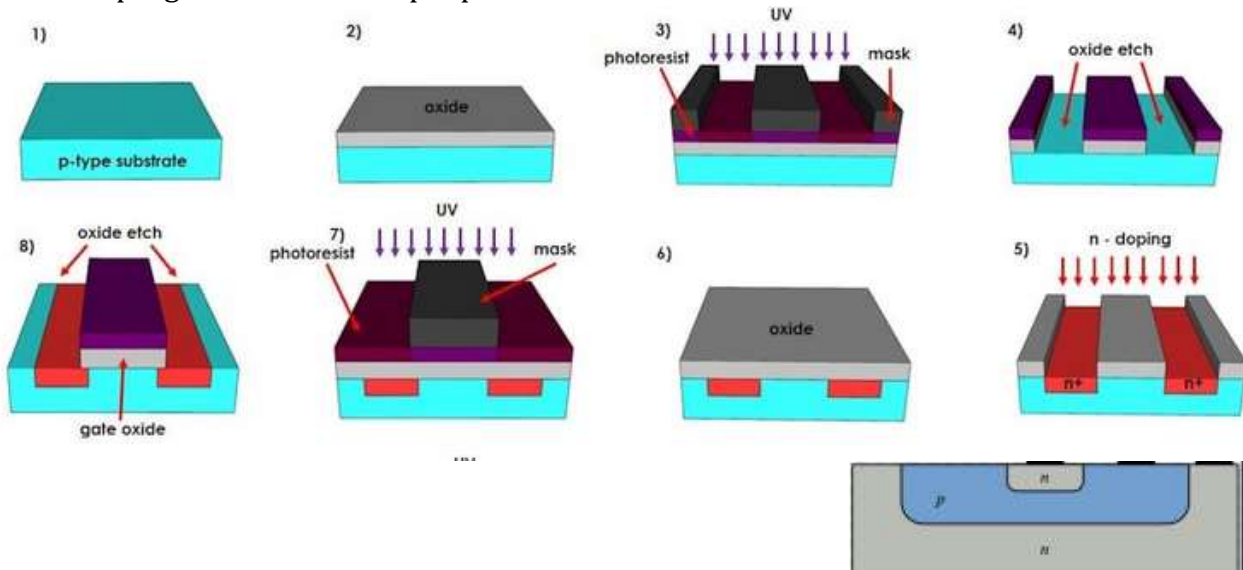 1)
p-type substrate
2)
oxide
3)
UV
photoresist
mask
4)
oxide etch
8)
oxide etch
gate oxide
7)
UV
photoresist
mask
6)
oxide
5)
n - doping
n+ n+
n
p
n